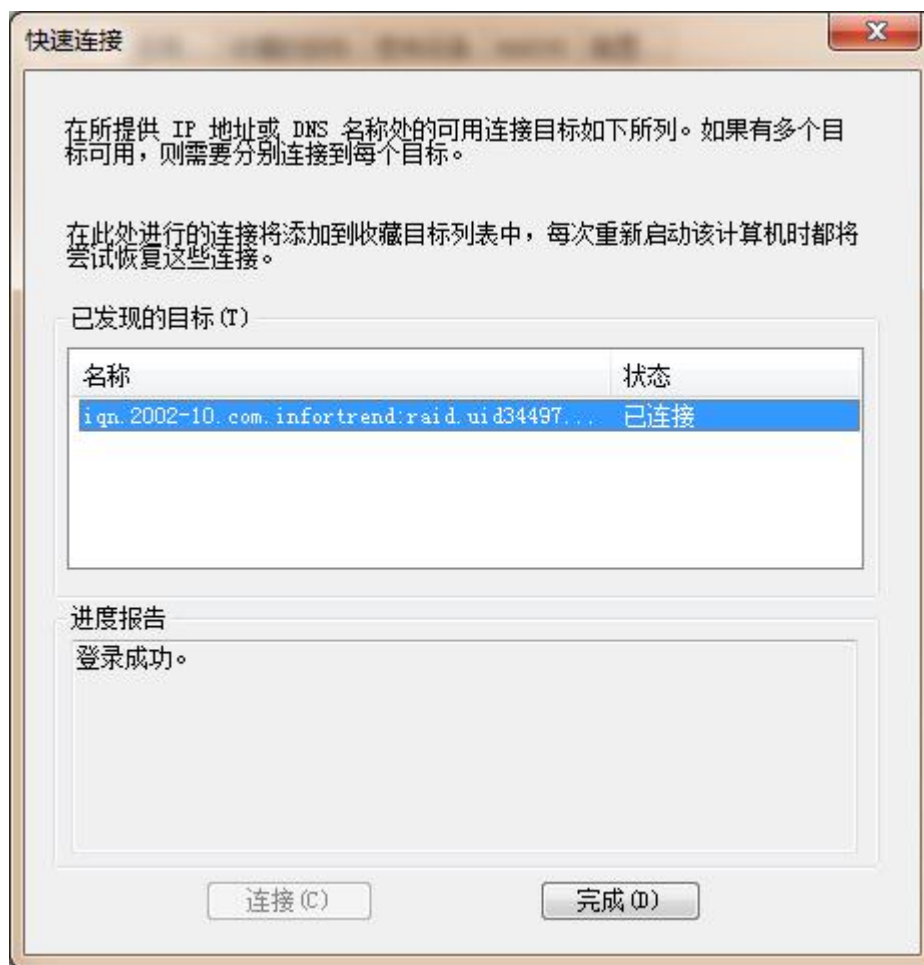 快速连接
在所提供 IP 地址或 DNS 名称处的可用连接目标如下所列。如果有多个目
标可用，则需要分别连接到每个目标。
在此处进行的连接将添加到收藏目标列表中，每次重新启动该计算机时都将
尝试恢复这些连接。
已发现的目标(T)
名称 状态
iqn.2002-10.com.infortrend:raid.uid34497... 已连接
进度报告
登录成功。
连接(C) 完成(D)